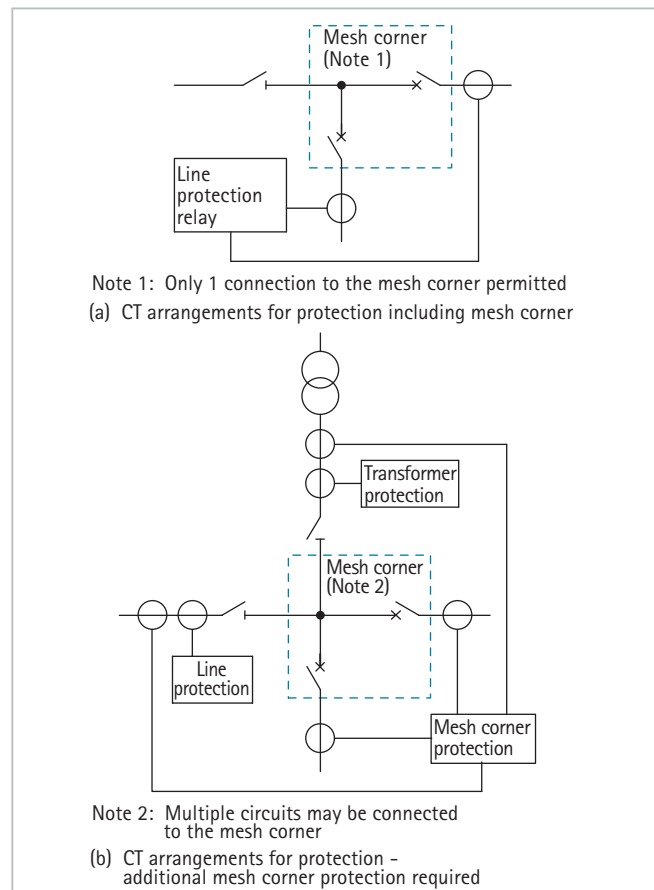 Mesh corner
(Note 1)
Line
protection
relay
Note 1: Only 1 connection to the mesh corner permitted
(a) CT arrangements for protection including mesh corner
Transformer
protection
Mesh corner
(Note 2)
Line
protection
Mesh corner
protection
Note 2: Multiple circuits may be connected
to the mesh corner
(b) CT arrangements for protection -
additional mesh corner protection required